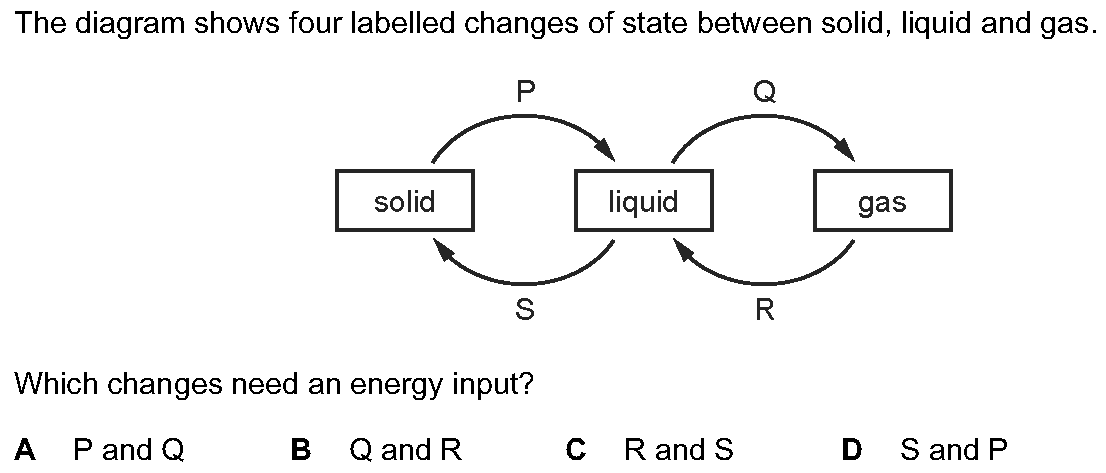 The diagram shows four labelled changes of state between solid, liquid and gas.
P Q
solid liquid gas
S R
Which changes need an energy input?
A P and Q B Q and R C R and S D S and P